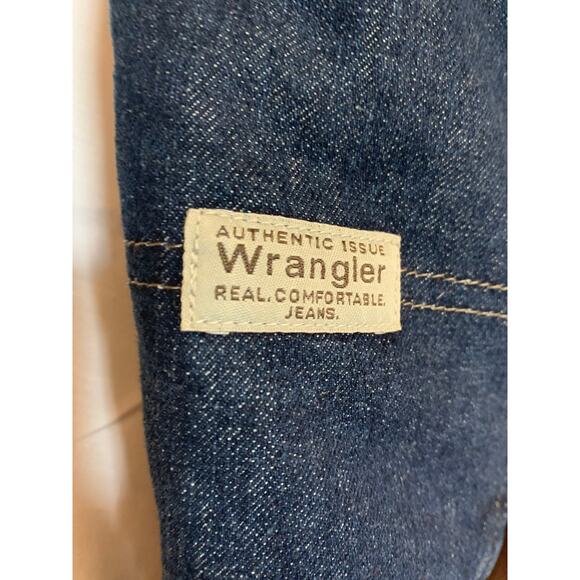 AUTHENTIC ISSUE
Wrangler
REAL. COMFORTABLE.
JEANS.